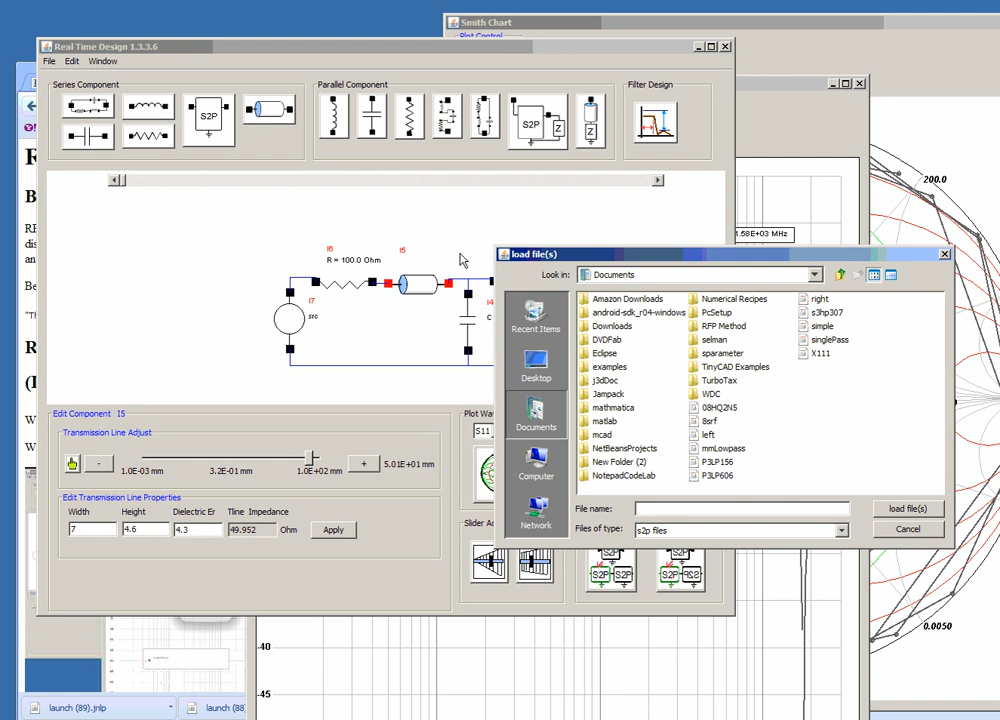 Smith Chart
Plot Control
Real Time Design 1.3.3.6
File Edit Window
Series Component
Parallel Component
Filter Design
S2P
S2P
Z
Z
200.0
1.58E+03 MHz
I6
R = 100.0 Ohm
I5
I7
src
I4
C
load file(s)
Look in:
Documents
Recent Items
Desktop
Documents
Computer
Network
Amazon Downloads
android-sdk_r04-windows
Downloads
DVDFab
Eclipse
examples
j3dDoc
Jampack
mathmatica
matlab
mcad
NetBeansProjects
New Folder (2)
NotepadCodeLab
Numerical Recipes
PcSetup
RFP Method
selman
sparameter
TinyCAD Examples
TurboTax
WDC
08HQ2N5
8srf
left
mmLowpass
P3LP156
P3LP606
right
s3hp307
simple
singlePass
X111
File name:
load file(s)
Files of type:
s2p files
Cancel
Edit Component I5
Transmission Line Adjust
-
1.0E-03 mm
3.2E-01 mm
1.0E+02 mm
+
5.01E+01 mm
Edit Transmission Line Properties
Width
Height
Dielectric Er
Tline Impedance
7
4.6
4.3
49.952
Ohm
Apply
Plot Wa
S11
Slider Ad
S2P
S2P
S2P
S2P
S2P
0.0050
-40
-45
launch (89).jnlp
launch (88)